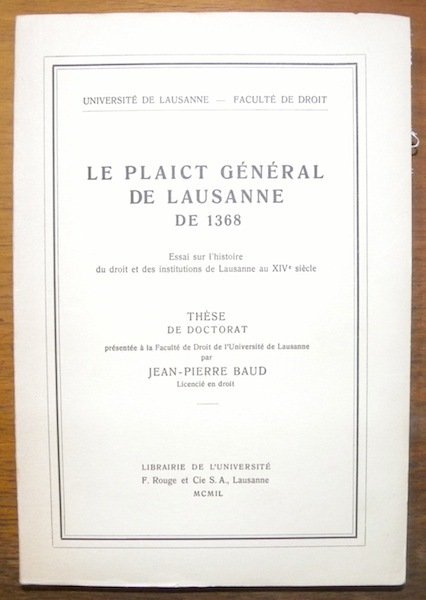 UNIVERSITÉ DE LAUSANNE — FACULTÉ DE DROIT
LE PLAICT GÉNÉRAL
DE LAUSANNE
DE 1368
Essai sur l'histoire
du droit et des institutions de Lausanne au XIVe siècle
THÈSE
DE DOCTORAT
présentée à la Faculté de Droit de l'Université de Lausanne
par
JEAN-PIERRE BAUD
Licencié en droit
LIBRAIRIE DE L'UNIVERSITÉ
F. Rouge et Cie S. A., Lausanne
MCMIL